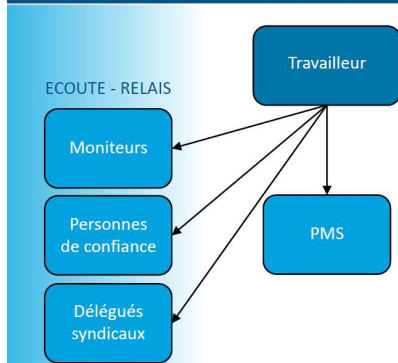 Travailleur
ECOUTE - RELAIS
Moniteurs
Personnes
de confiance
PMS
Délégués
syndicaux